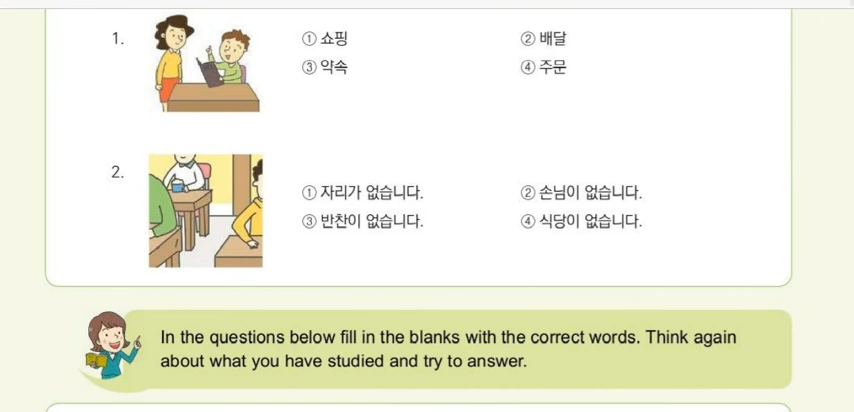 1.
① 쇼핑 ② 배달
③ 약속 ④ 주문
2.
① 자리가 없습니다. ② 손님이 없습니다.
③ 반찬이 없습니다. ④ 식당이 없습니다.
In the questions below fill in the blanks with the correct words. Think again
about what you have studied and try to answer.